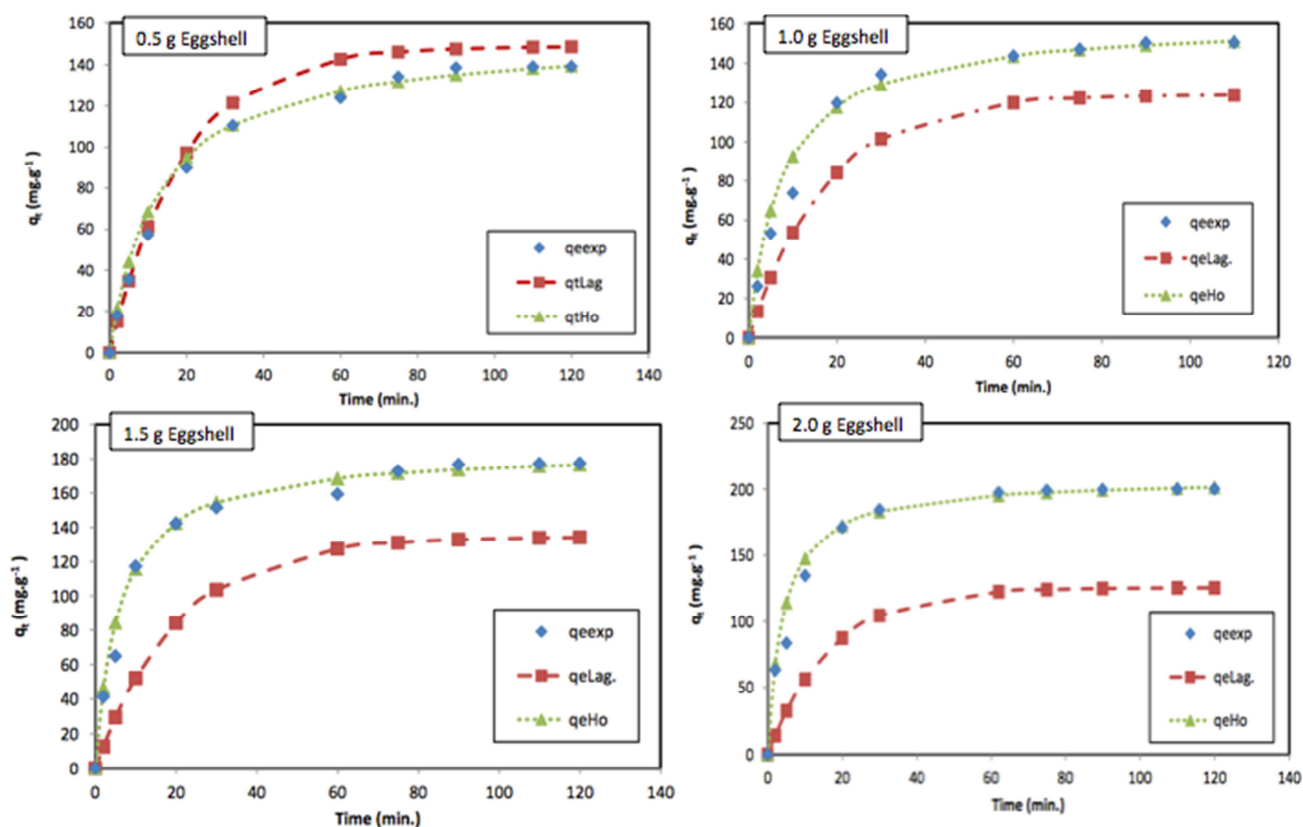 0.5 g Eggshell
160
140
120
100
80
60
40
20
0
qₜ (mg.g⁻¹)
qeexp
qtLag
qtHo
0 20 40 60 80 100 120 140
Time (min.)
1.0 g Eggshell
160
140
120
100
80
60
40
20
0
qₜ (mg.g⁻¹)
qeexp
qeLag.
qeHo
0 20 40 60 80 100 120
Time (min.)
1.5 g Eggshell
200
180
160
140
120
100
80
60
40
20
0
qₜ (mg.g⁻¹)
qeexp
qeLag.
qeHo
0 20 40 60 80 100 120 140
Time (min.)
2.0 g Eggshell
250
200
150
100
50
0
qₜ (mg.g⁻¹)
qeexp
qeLag.
qeHo
0 20 40 60 80 100 120 140
Time (min.)